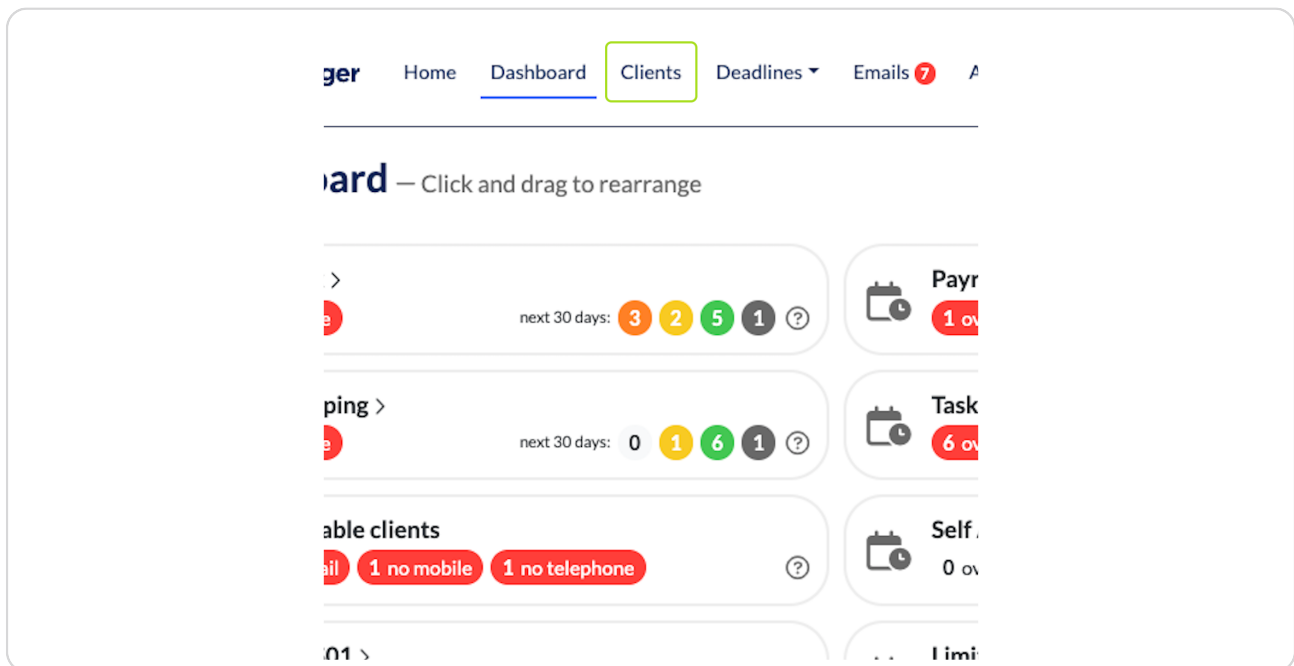 ger Home Dashboard Clients Deadlines Emails 7
ard — Click and drag to rearrange
next 30 days: 3 2 5 1 ?
Payr
1 ov
ping
next 30 days: 0 1 6 1 ?
Task
6 ov
able clients
ail 1 no mobile 1 no telephone ?
Self
0 ov
01
Limi